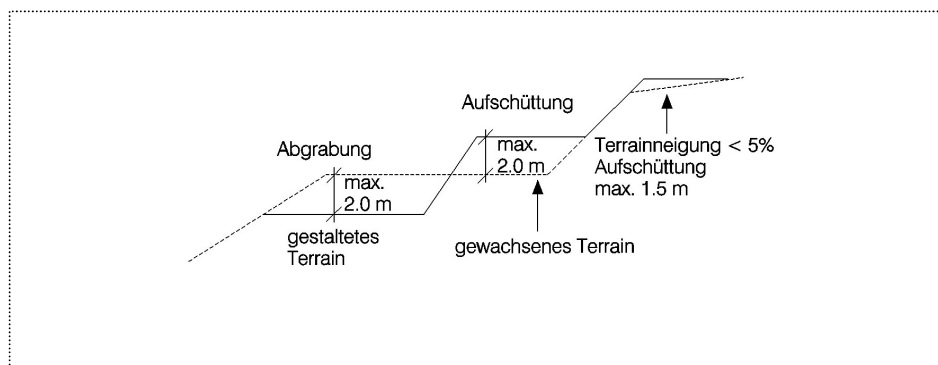 Aufschüttung
Abgrabung
max.
2.0 m
Terrainneigung < 5%
Aufschüttung
max. 1.5 m
max.
2.0 m
gestaltetes
Terrain
gewachsenes Terrain